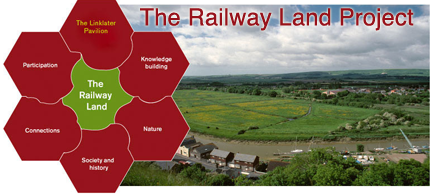 The Railway Land Project
The Linklater
Pavilion
Participation
Knowledge
building
The
Railway
Land
Connections
Nature
Society and
history